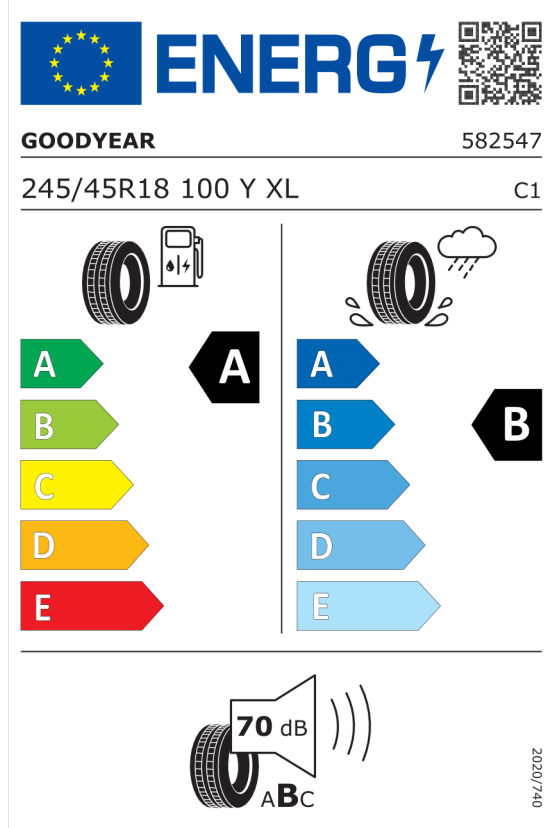 ENERG
GOODYEAR 582547
245/45R18 100 Y XL C1
A A A
B B B
C C
D D
E E
70 dB
ABC
2020/740